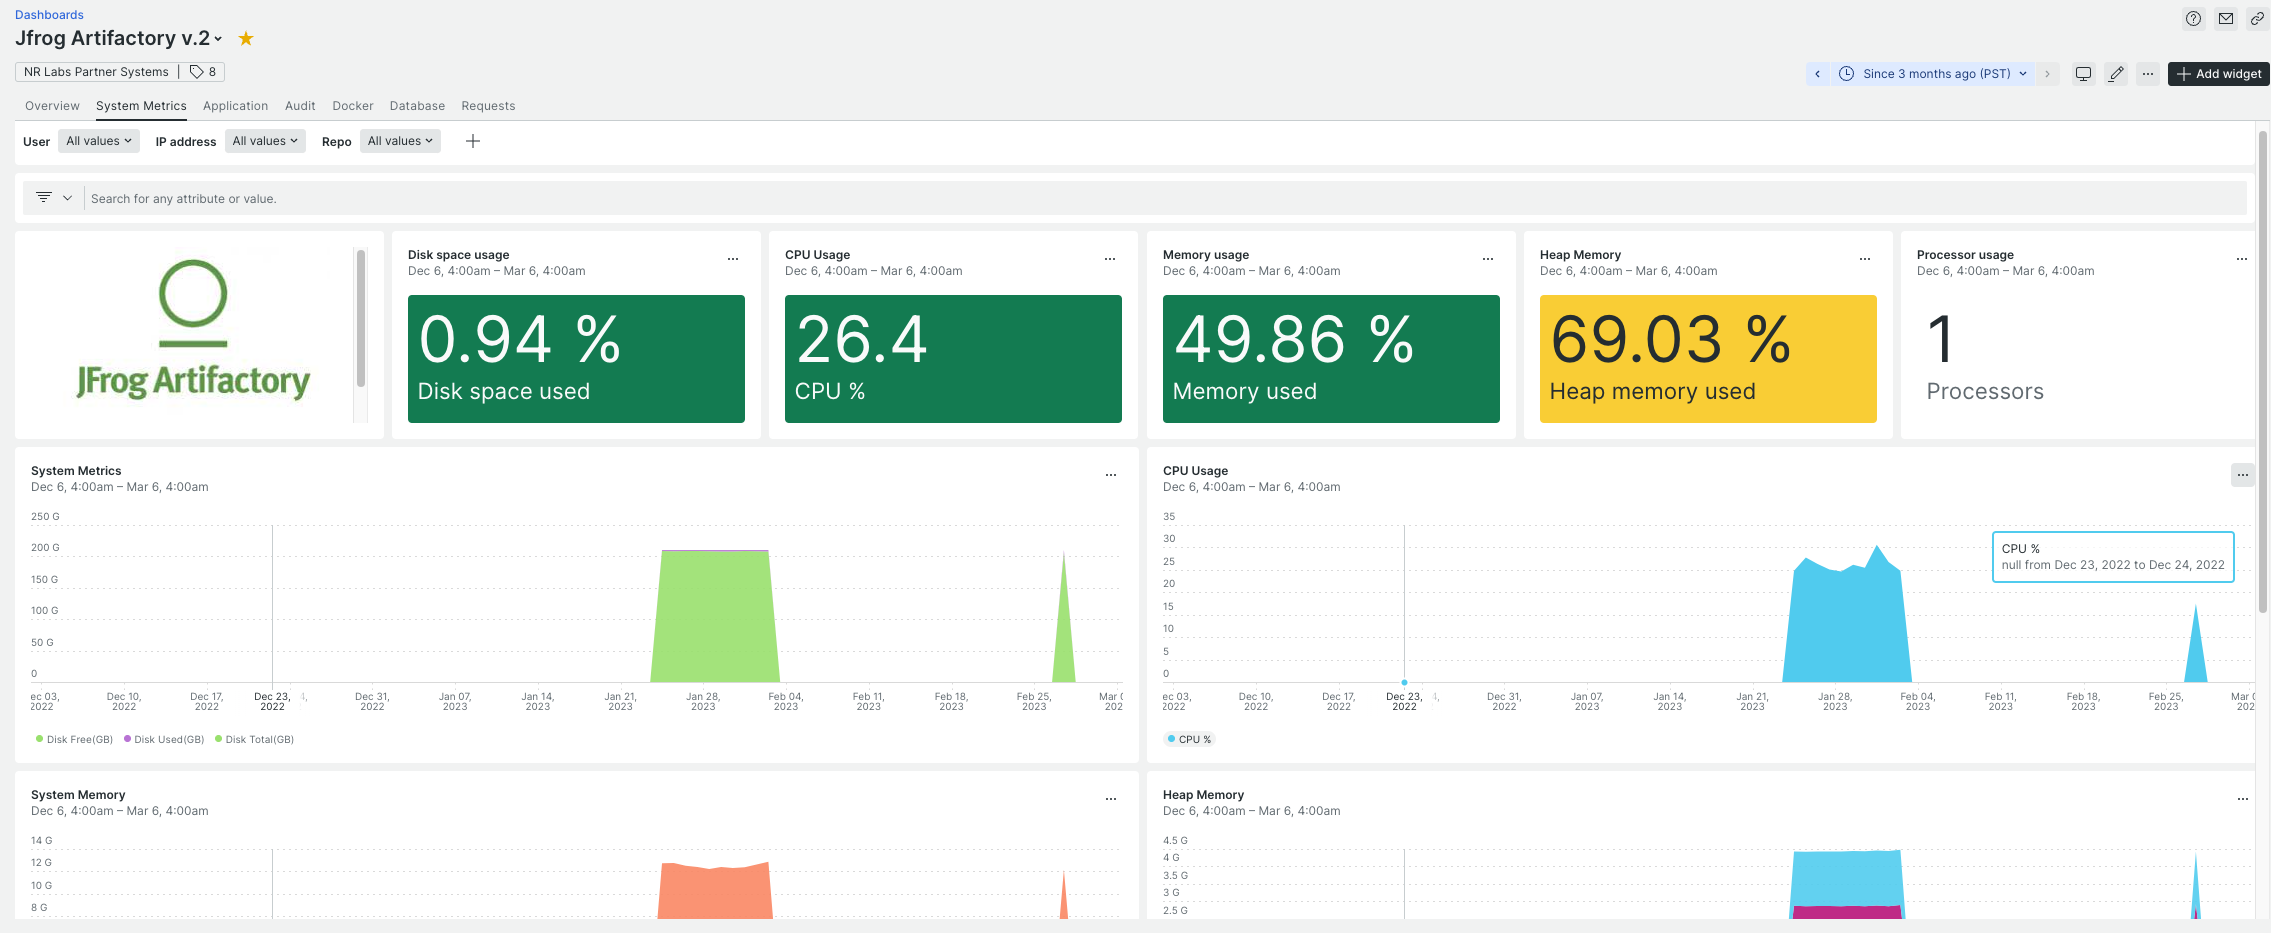 Dashboards
Jfrog Artifactory v.2
NR Labs Partner Systems | 8
Since 3 months ago (PST)
Add widget
Overview System Metrics Application Audit Docker Database Requests
User All values IP address All values Repo All values
Search for any attribute or value.
JFrog Artifactory
Disk space usage
Dec 6, 4:00am – Mar 6, 4:00am
0.94 %
Disk space used
CPU Usage
Dec 6, 4:00am – Mar 6, 4:00am
26.4
CPU %
Memory usage
Dec 6, 4:00am – Mar 6, 4:00am
49.86 %
Memory used
Heap Memory
Dec 6, 4:00am – Mar 6, 4:00am
69.03 %
Heap memory used
Processor usage
Dec 6, 4:00am – Mar 6, 4:00am
1
Processors
System Metrics
Dec 6, 4:00am – Mar 6, 4:00am
250 G
200 G
150 G
100 G
50 G
0
ec 03, Dec 10, Dec 17, Dec 23, Dec 31, Jan 07, Jan 14, Jan 21, Jan 28, Feb 04, Feb 11, Feb 18, Feb 25, Mar
2022 2022 2022 2022 2022 2023 2023 2023 2023 2023 2023 2023 2023 202
Disk Free(GB) Disk Used(GB) Disk Total(GB)
CPU Usage
Dec 6, 4:00am – Mar 6, 4:00am
35
30
25
20
15
10
5
0
CPU %
null from Dec 23, 2022 to Dec 24, 2022
ec 03, Dec 10, Dec 17, Dec 23, Dec 31, Jan 07, Jan 14, Jan 21, Jan 28, Feb 04, Feb 11, Feb 18, Feb 25, Mar
2022 2022 2022 2022 2022 2023 2023 2023 2023 2023 2023 2023 2023 202
CPU %
System Memory
Dec 6, 4:00am – Mar 6, 4:00am
14 G
12 G
10 G
8 G
Heap Memory
Dec 6, 4:00am – Mar 6, 4:00am
4.5 G
4 G
3.5 G
3 G
2.5 G